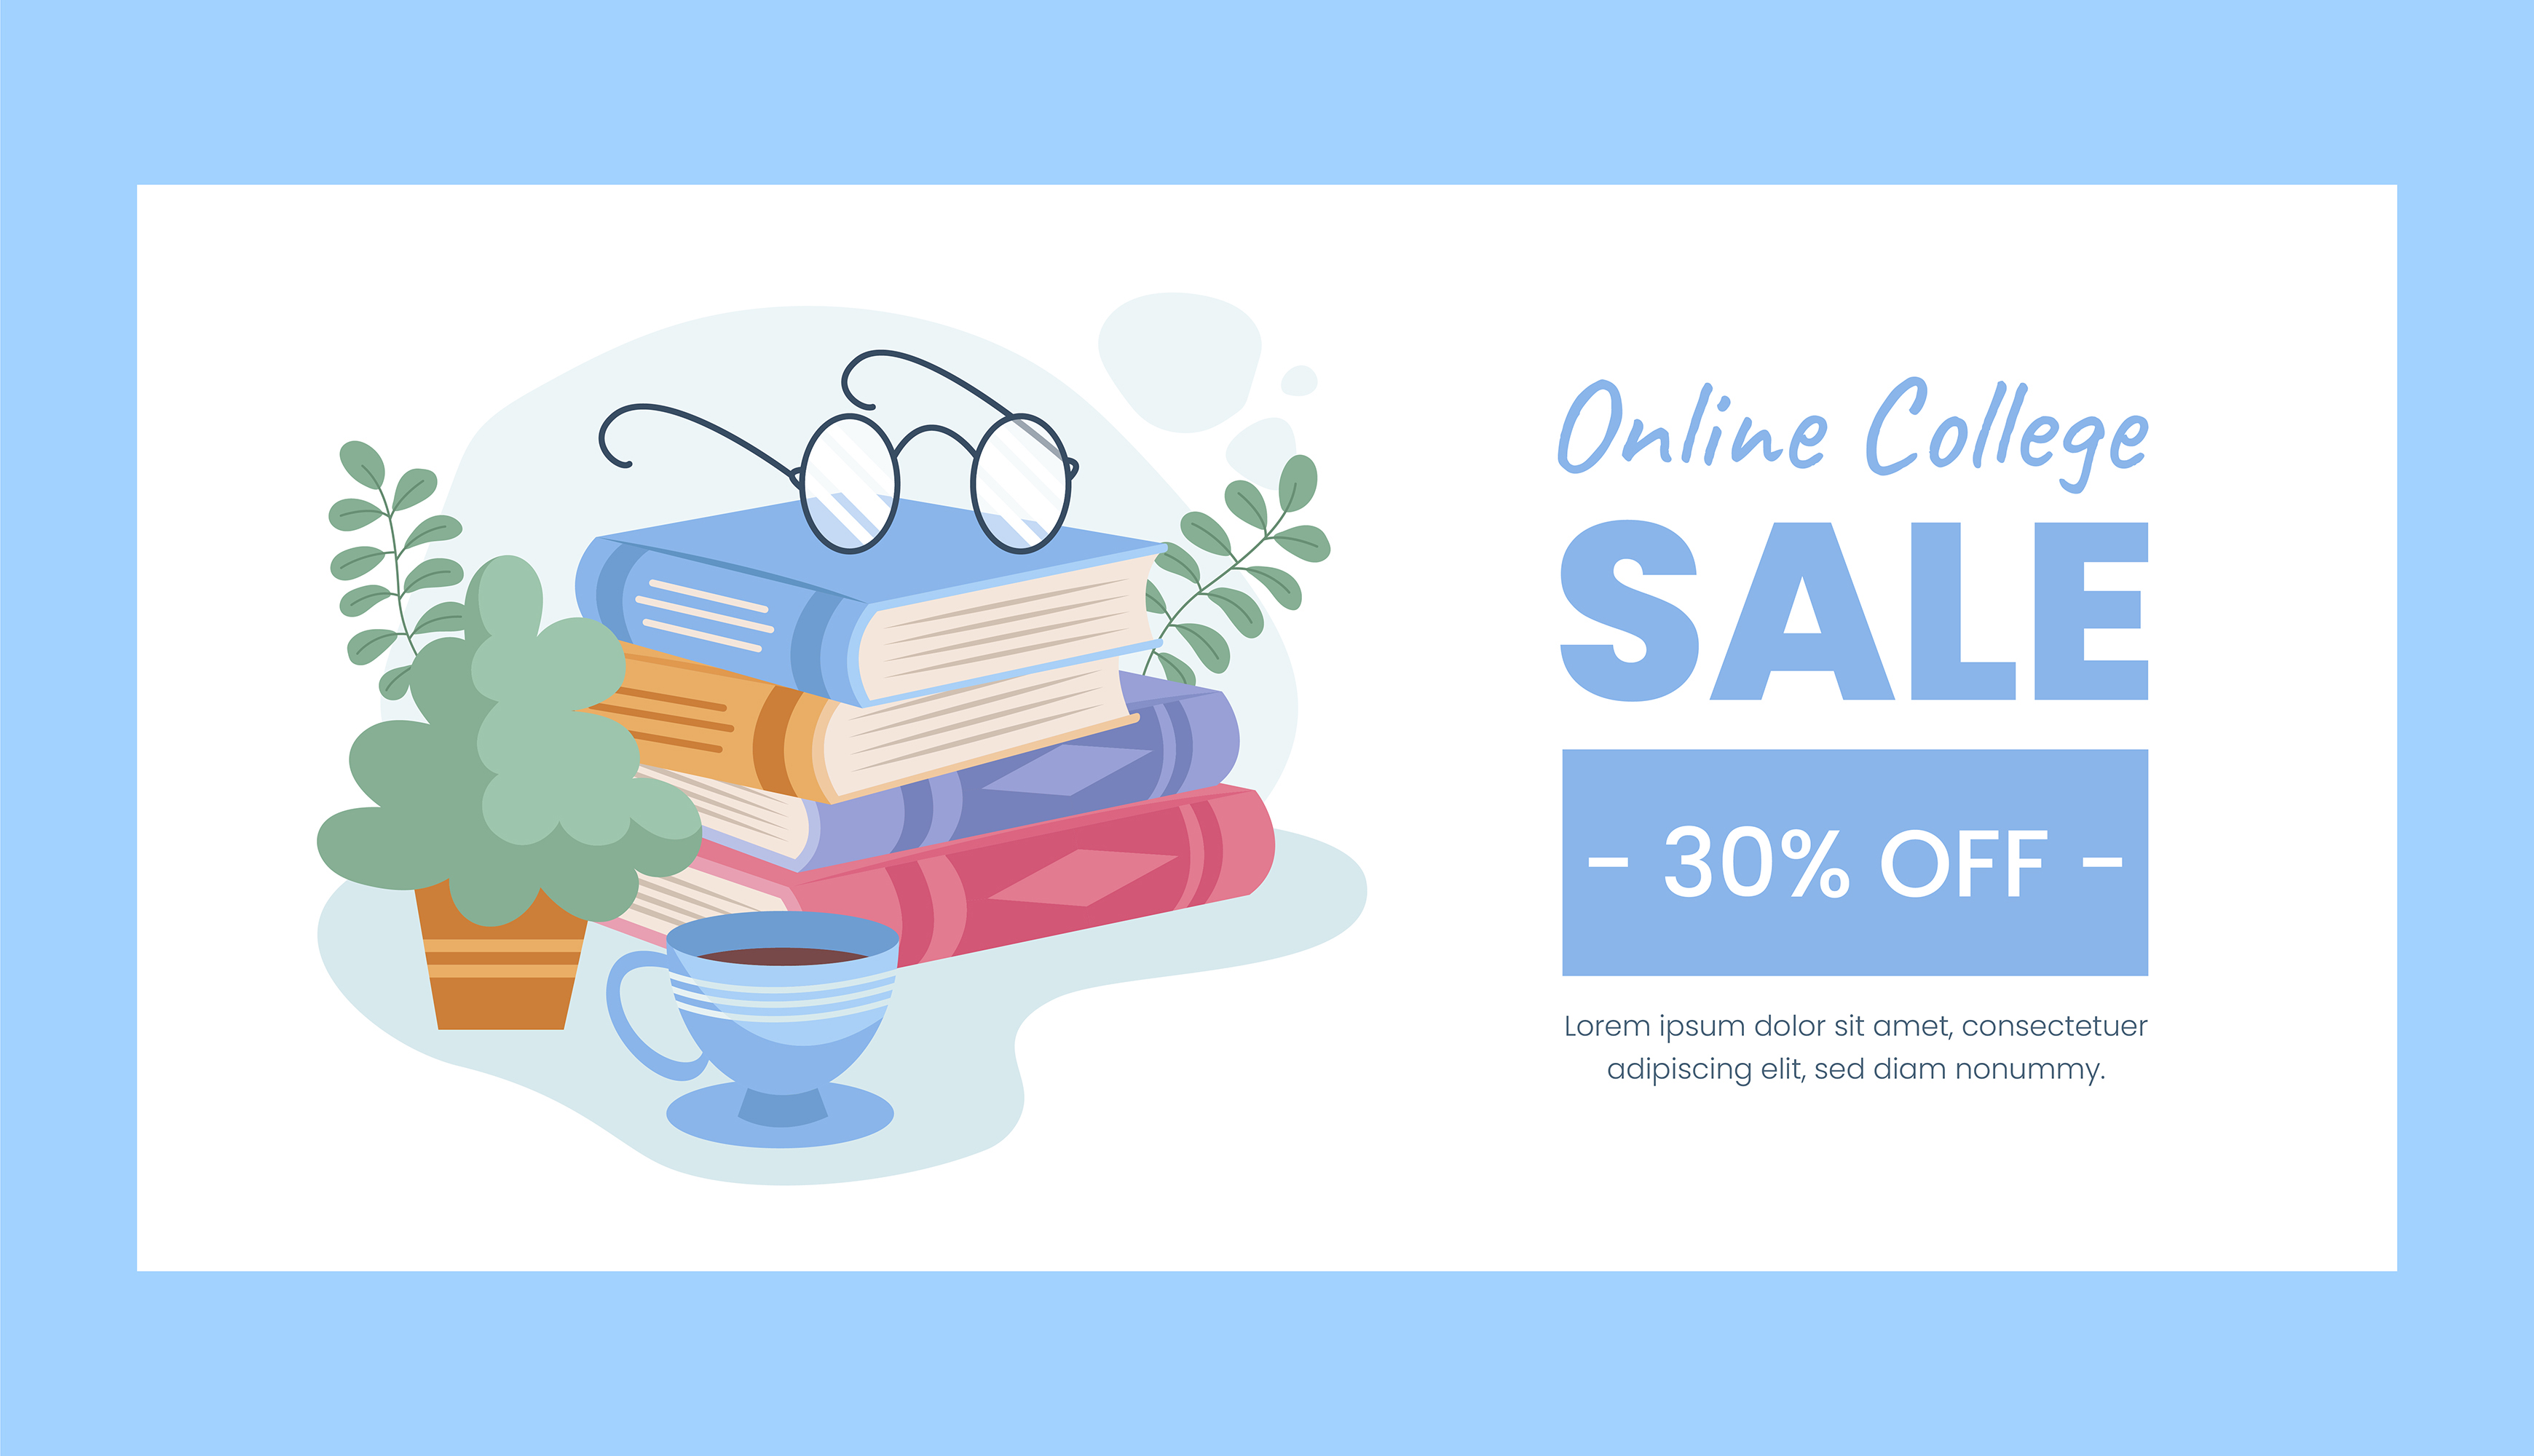 Online College
SALE
- 30% OFF -
Lorem ipsum dolor sit amet, consectetuer
adipiscing elit, sed diam nonummy.